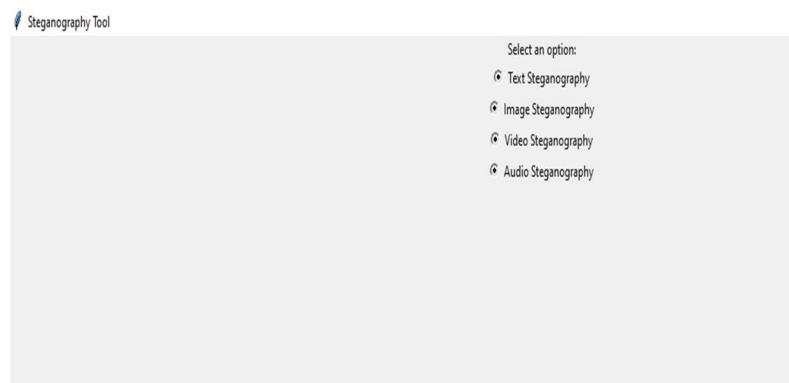 Steganography Tool
Select an option:
Text Steganography
Image Steganography
Video Steganography
Audio Steganography